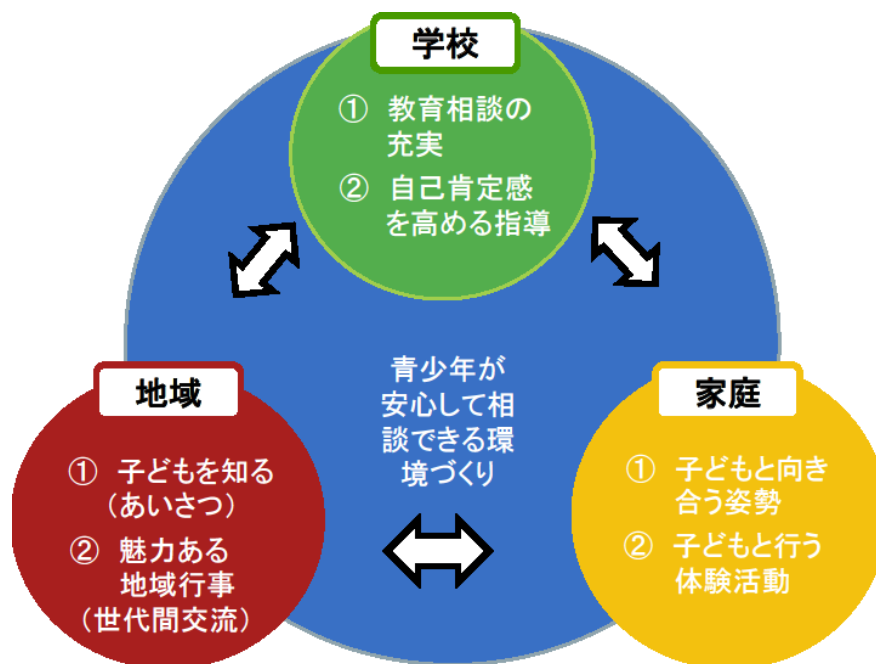 学校
① 教育相談の
充実
② 自己肯定感
を高める指導
青少年が
安心して相
談できる環
境づくり
地域
① 子どもを知る
(あいさつ)
② 魅力ある
地域行事
(世代間交流)
家庭
① 子どもと向き
合う姿勢
② 子どもと行う
体験活動